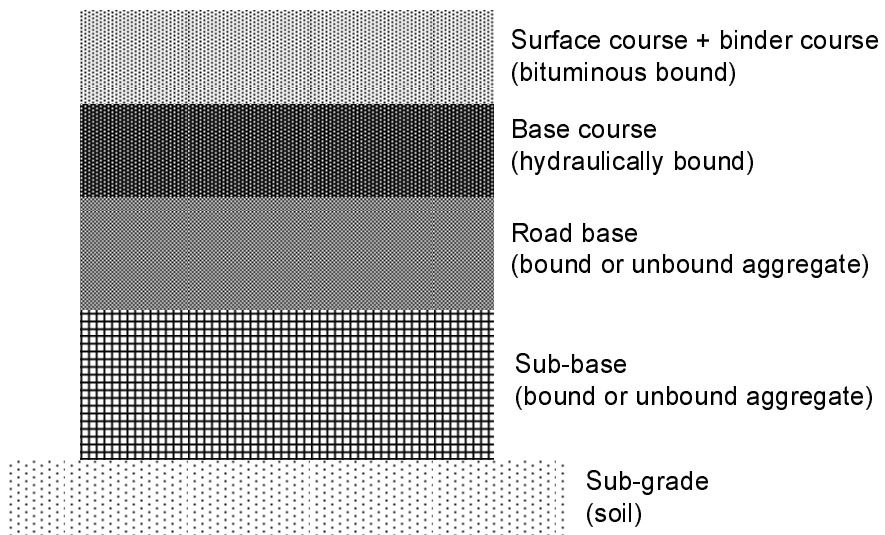 Surface course + binder course
(bituminous bound)
Base course
(hydraulically bound)
Road base
(bound or unbound aggregate)
Sub-base
(bound or unbound aggregate)
Sub-grade
(soil)